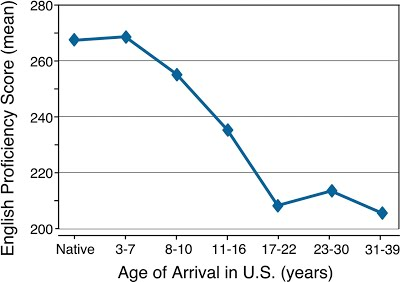 English Proficiency Score (mean)
280
260
240
220
200
Native 3-7 8-10 11-16 17-22 23-30 31-39
Age of Arrival in U.S. (years)